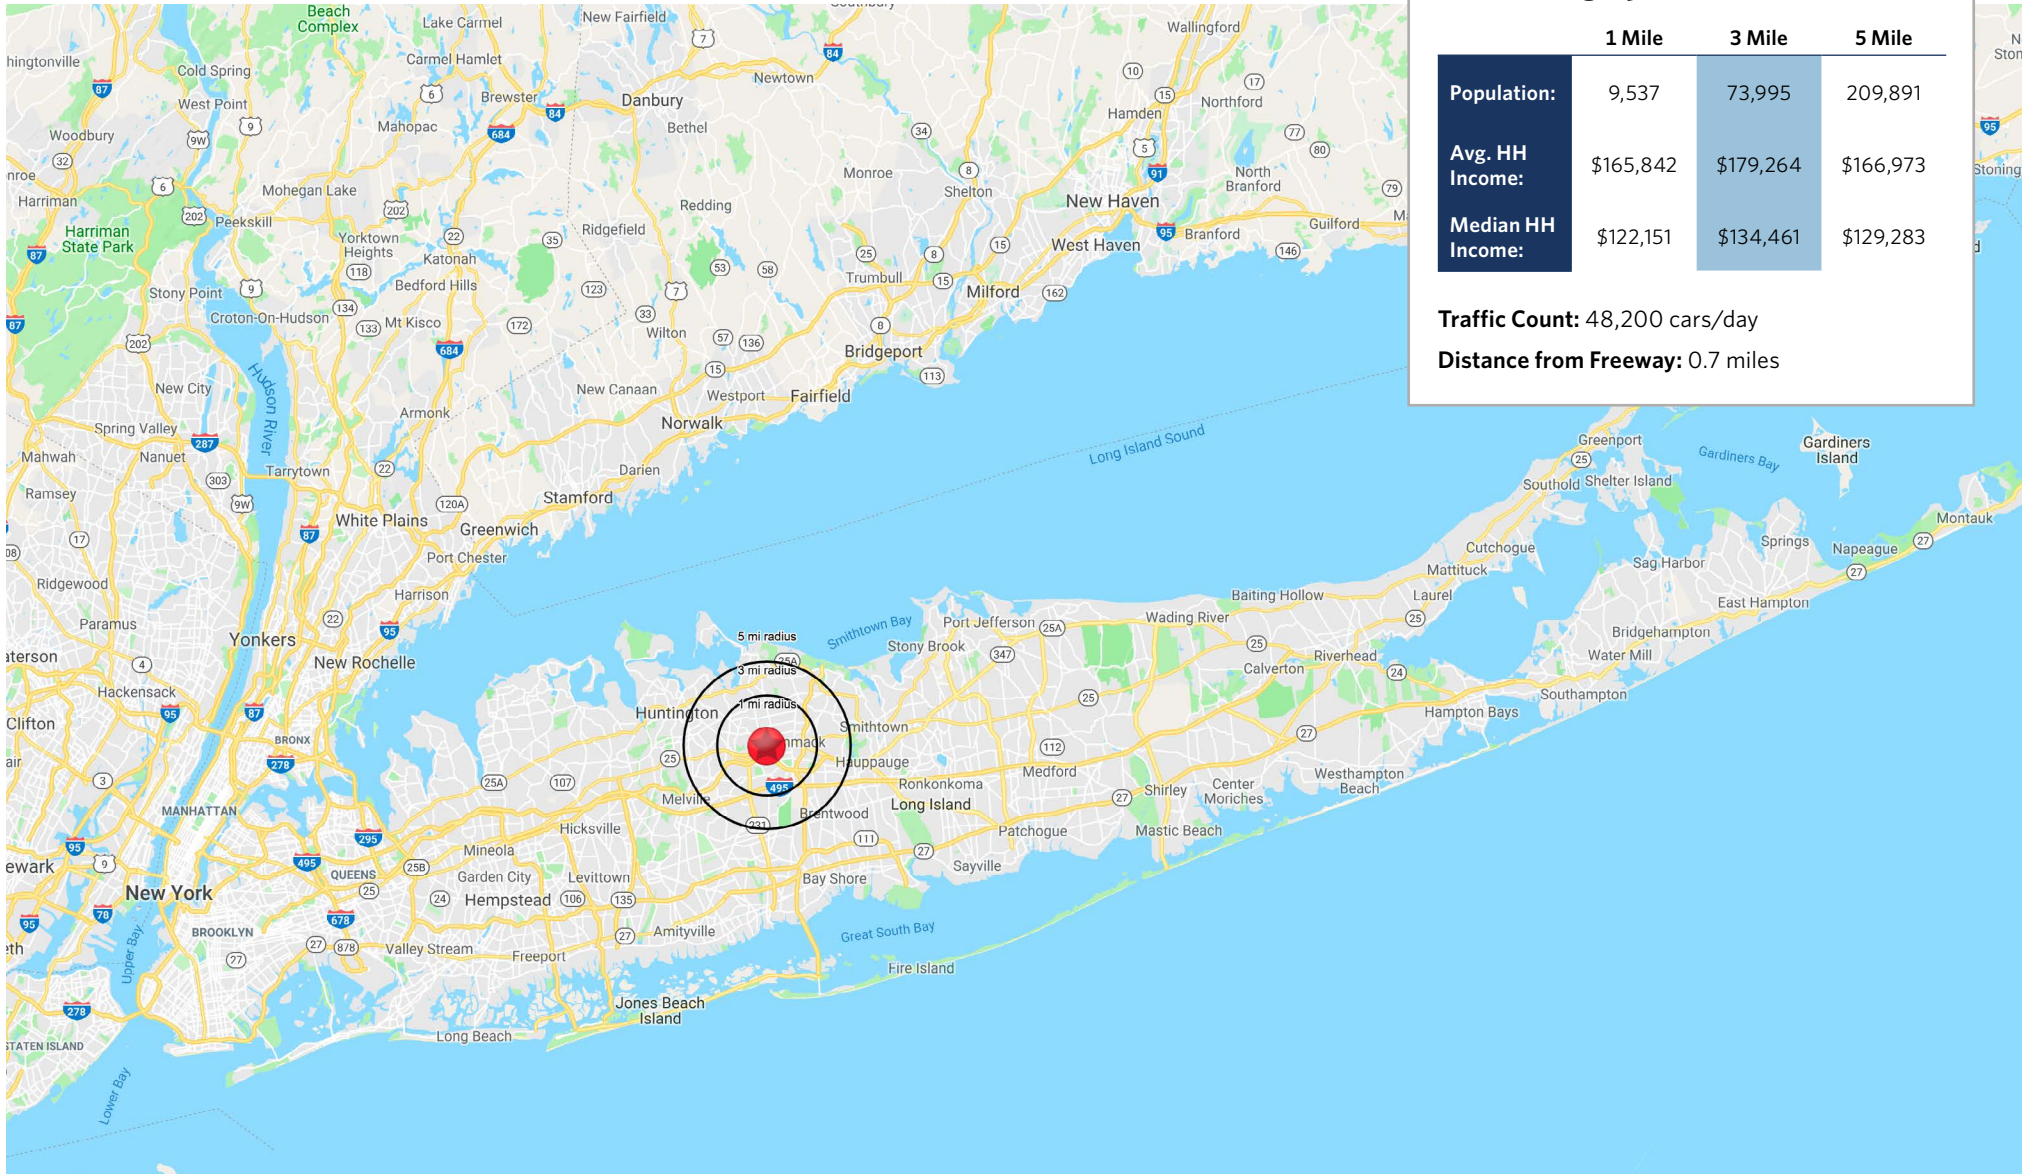 1 Mile 3 Mile 5 Mile
Population: 9,537 73,995 209,891
Avg. HH
Income: $165,842 $179,264 $166,973
Median HH
Income: $122,151 $134,461 $129,283
Traffic Count: 48,200 cars/day
Distance from Freeway: 0.7 miles
Beach
Complex
Lake Carmel
New Fairfield
Wallingford
Cold Spring
Carmel Hamlet
Newtown
West Point
Brewster
Danbury
Northford
Hamden
Woodbury
Mahopac
Bethel
Monroe
Shelton
North
Branford
Harriman
Mohegan Lake
Redding
New Haven
Harriman
State Park
Peekskill
Yorktown
Heights
Katonah
Ridgefield
West Haven
Branford
Guilford
Stony Point
Bedford Hills
Trumbull
Milford
Croton-On-Hudson
Mt Kisco
Wilton
Bridgeport
Hudson River
New City
New Canaan
Westport
Fairfield
Armonk
Norwalk
Spring Valley
Mahwah
Nanuet
Tarrytown
Darien
Long Island Sound
Greenport
Gardiners Bay
Gardiners
Island
Ramsey
Stamford
Southold
Shelter Island
White Plains
Greenwich
Montauk
Port Chester
Cutchogue
Springs
Napeague
Ridgewood
Mattituck
Sag Harbor
Harrison
Baiting Hollow
Laurel
East Hampton
Paramus
Yonkers
5 mi radius
Smithtown Bay
Port Jefferson
Wading River
Bridgehampton
New Rochelle
3 mi radius
Stony Brook
Riverhead
Calverton
Water Mill
Hackensack
Southampton
Clifton
Huntington
1 mi radius
Smithtown
Hampton Bays
BRONX
Hauppauge
Medford
Westhampton
Beach
Melville
Ronkonkoma
Long Island
Shirley
Center
Moriches
MANHATTAN
Brentwood
Hicksville
Patchogue
Mastic Beach
Mineola
QUEENS
Garden City
Levittown
Bay Shore
Sayville
New York
Hempstead
BROOKLYN
Valley Stream
Freeport
Amityville
Great South Bay
Upper Bay
Fire Island
Jones Beach
Island
Long Beach
STATEN ISLAND
Lower Bay